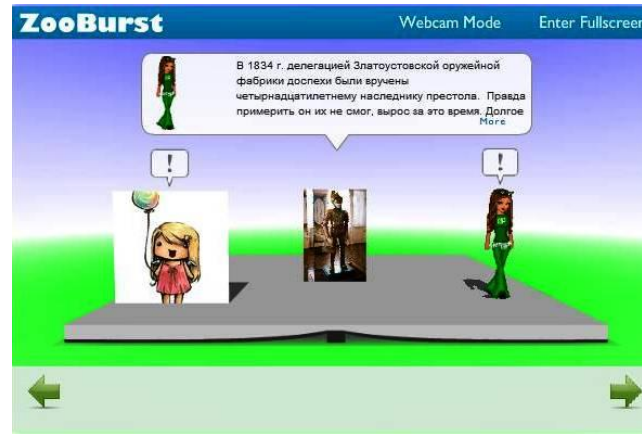 ZooBurst
Webcam Mode Enter Fullscreen
В 1834 г. делегацией Златоустовской оружейной
фабрики доспехи были вручены
четырнадцатилетнему наследнику престола. Правда
примерить он их не смог, вырос за это время. Долгое
More
! !